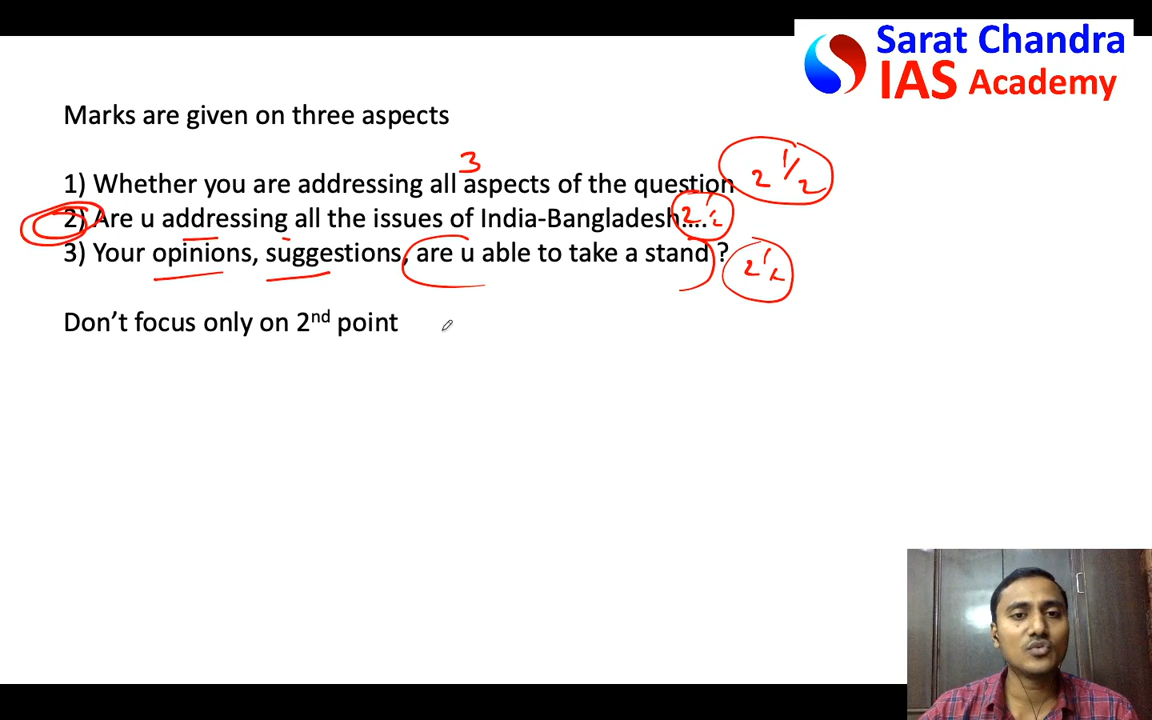 Sarat Chandra
IAS Academy
Marks are given on three aspects
3
1) Whether you are addressing all aspects of the question 2 1/2
2) Are u addressing all the issues of India-Bangladesh.... 2 1/2
3) Your opinions, suggestions, are u able to take a stand ? 2 1/2
Don't focus only on 2nd point